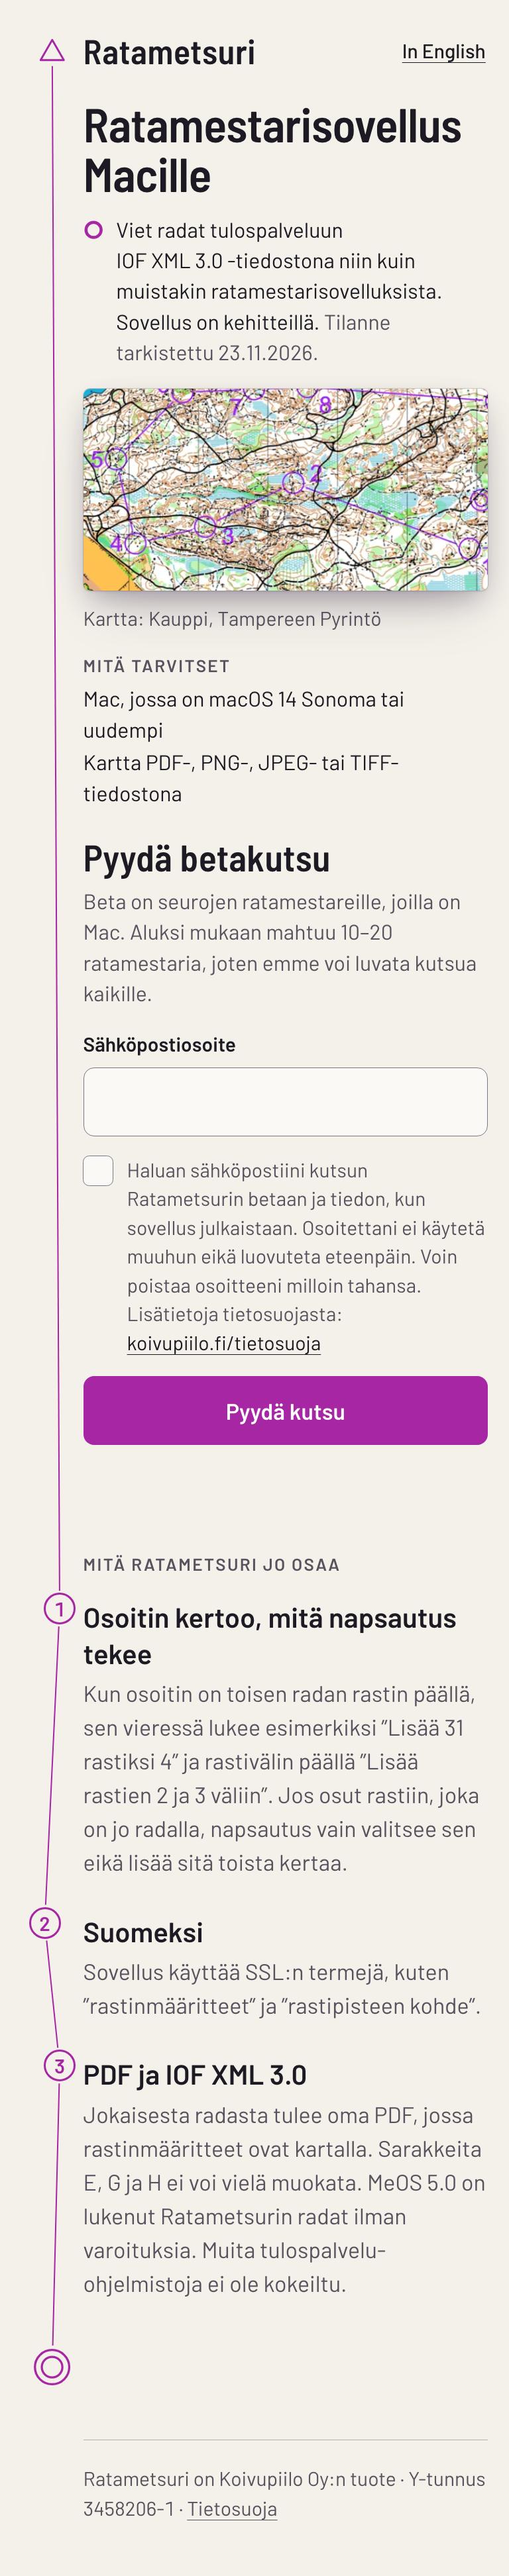 Ratametsuri
In English
Ratamestarisovellus
Macille
Viet radat tulospalveluun
IOF XML 3.0 -tiedostona niin kuin
muistakin ratamestarisovelluksista.
Sovellus on kehitteillä. Tilanne
tarkistettu 23.11.2026.
7
8
5
2
4
3
Kartta: Kauppi, Tampereen Pyrintö
MITÄ TARVITSET
Mac, jossa on macOS 14 Sonoma tai
uudempi
Kartta PDF-, PNG-, JPEG- tai TIFF-
tiedostona
Pyydä betakutsu
Beta on seurojen ratamestareille, joilla on
Mac. Aluksi mukaan mahtuu 10–20
ratamestaria, joten emme voi luvata kutsua
kaikille.
Sähköpostiosoite
Haluan sähköpostiini kutsun
Ratametsurin betaan ja tiedon, kun
sovellus julkaistaan. Osoitettani ei käytetä
muuhun eikä luovuteta eteenpäin. Voin
poistaa osoitteeni milloin tahansa.
Lisätietoja tietosuojasta:
koivupiilo.fi/tietosuoja
Pyydä kutsu
MITÄ RATAMETSURI JO OSAA
1
Osoitin kertoo, mitä napsautus
tekee
Kun osoitin on toisen radan rastin päällä,
sen vieressä lukee esimerkiksi ”Lisää 31
rastiksi 4” ja rastivälin päällä ”Lisää
rastien 2 ja 3 väliin”. Jos osut rastiin, joka
on jo radalla, napsautus vain valitsee sen
eikä lisää sitä toista kertaa.
2
Suomeksi
Sovellus käyttää SSL:n termejä, kuten
”rastinmääritteet” ja ”rastipisteen kohde”.
3
PDF ja IOF XML 3.0
Jokaisesta radasta tulee oma PDF, jossa
rastinmääritteet ovat kartalla. Sarakkeita
E, G ja H ei voi vielä muokata. MeOS 5.0 on
lukenut Ratametsurin radat ilman
varoituksia. Muita tulospalvelu-
ohjelmistoja ei ole kokeiltu.
Ratametsuri on Koivupiilo Oy:n tuote · Y-tunnus
3458206-1 · Tietosuoja